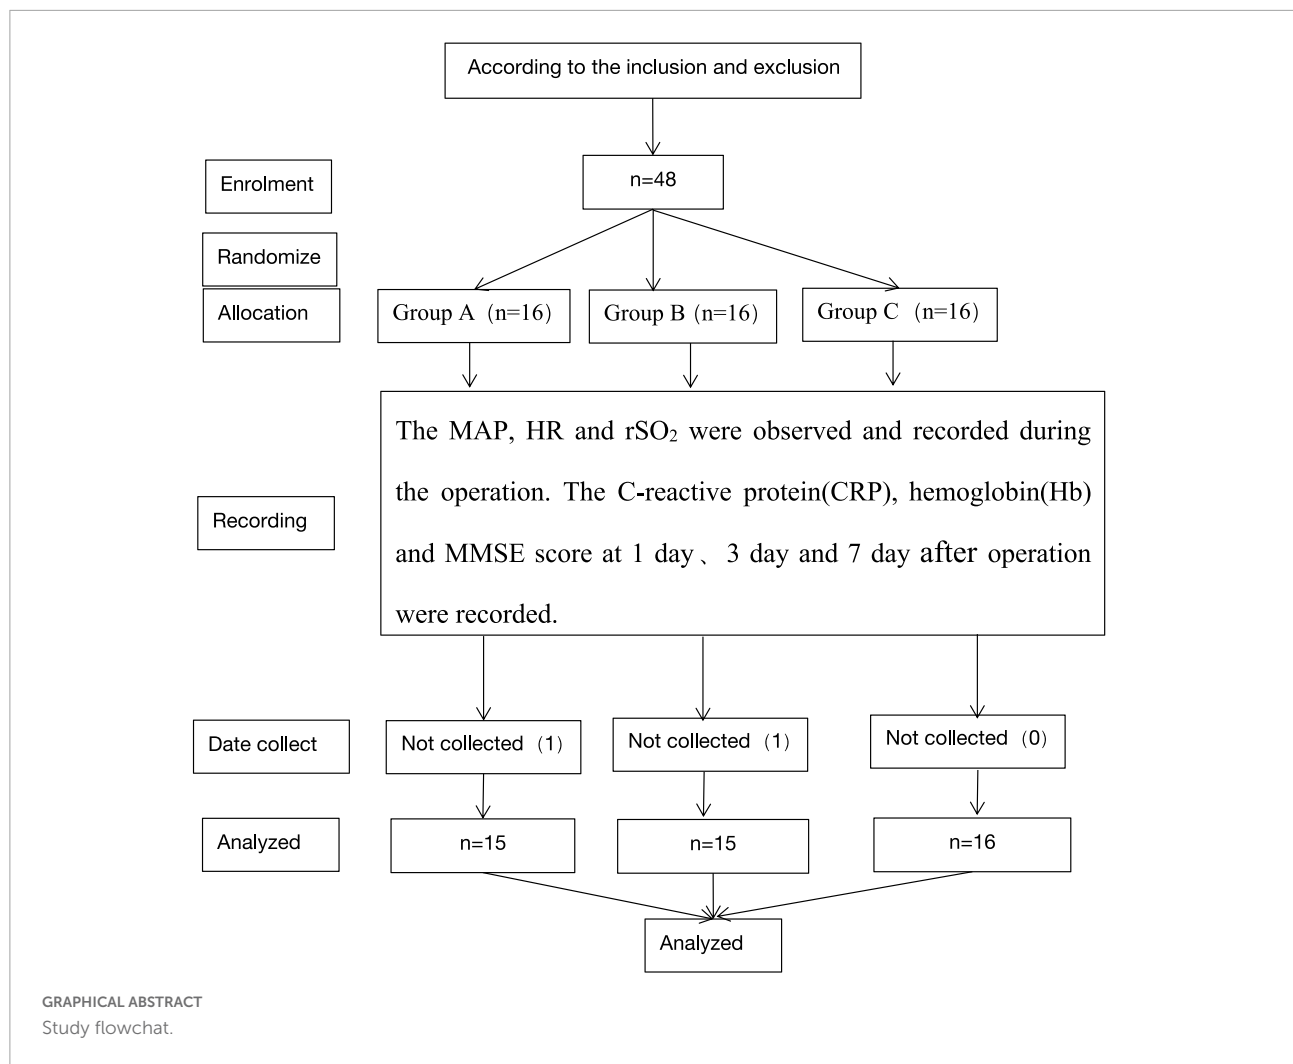 According to the inclusion and exclusion
Enrolment
n=48
Randomize
Allocation
Group A（n=16）
Group B（n=16）
Group C （n=16）
The MAP, HR and rSO₂ were observed and recorded during
the operation. The C-reactive protein(CRP), hemoglobin(Hb)
Recording
and MMSE score at 1 day、3 day and 7 day after operation
were recorded.
Date collect
Not collected（1）
Not collected（1）
Not collected（0）
Analyzed
n=15
n=15
n=16
Analyzed
GRAPHICAL ABSTRACT
Study flowchat.